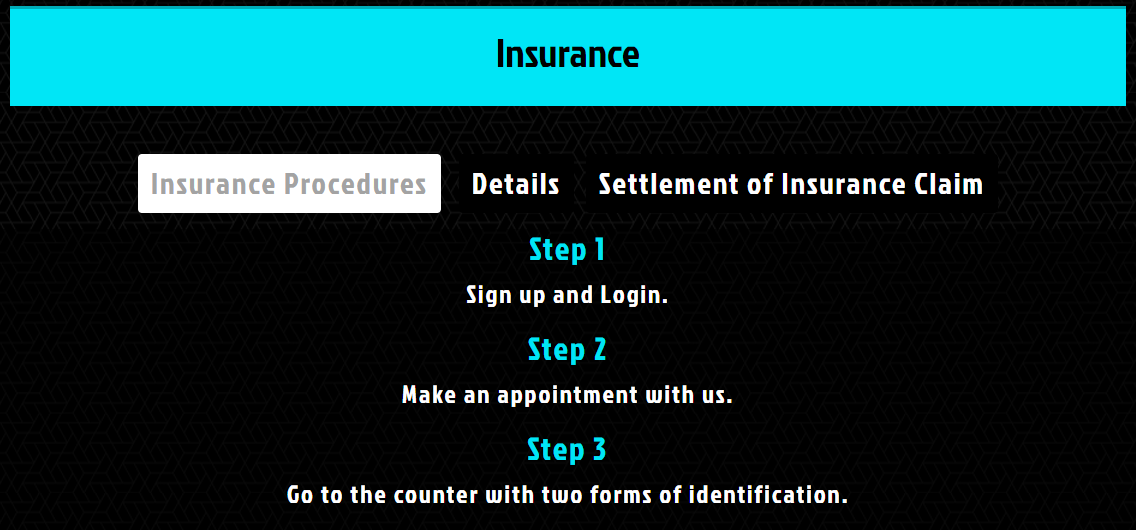 Insurance
Insurance Procedures Details Settlement of Insurance Claim
Step 1
Sign up and Login.
Step 2
Make an appointment with us.
Step 3
Go to the counter with two forms of identification.